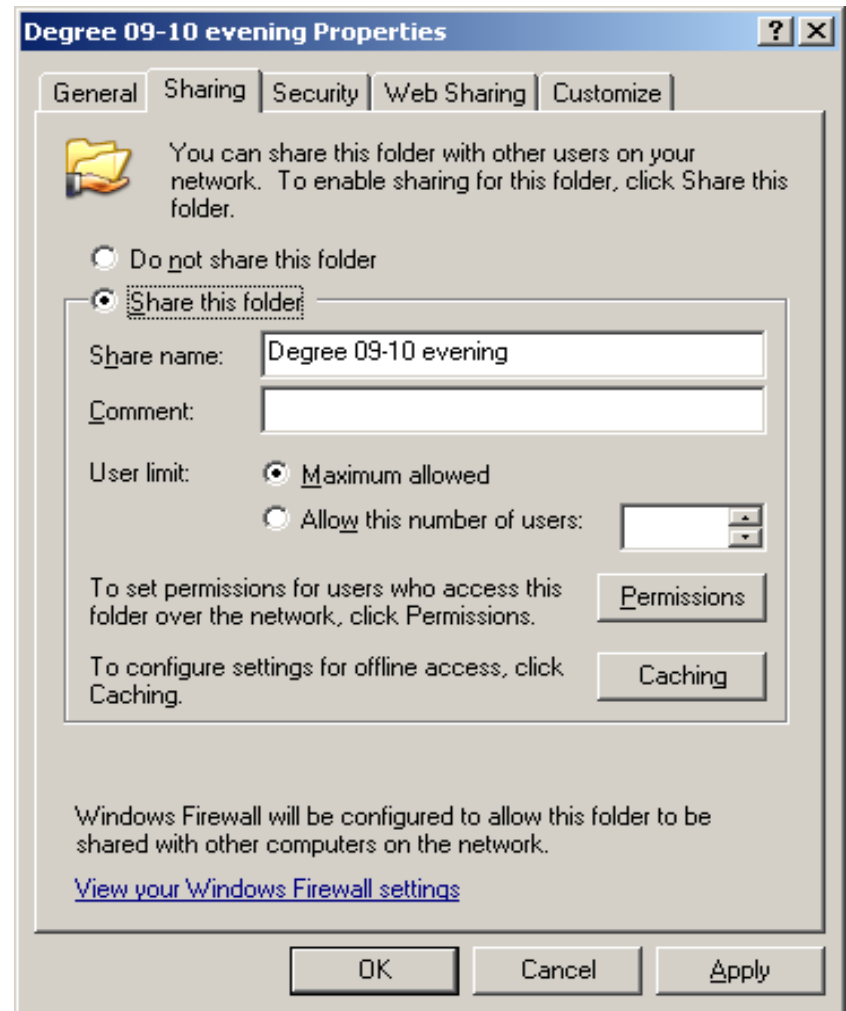 Degree 09-10 evening Properties
General Sharing Security Web Sharing Customize
You can share this folder with other users on your
network. To enable sharing for this folder, click Share this
folder.
Do not share this folder
Share this folder
Share name: Degree 09-10 evening
Comment:
User limit: Maximum allowed
Allow this number of users:
To set permissions for users who access this
folder over the network, click Permissions.
Permissions
To configure settings for offline access, click
Caching.
Caching
Windows Firewall will be configured to allow this folder to be
shared with other computers on the network.
View your Windows Firewall settings
OK Cancel Apply